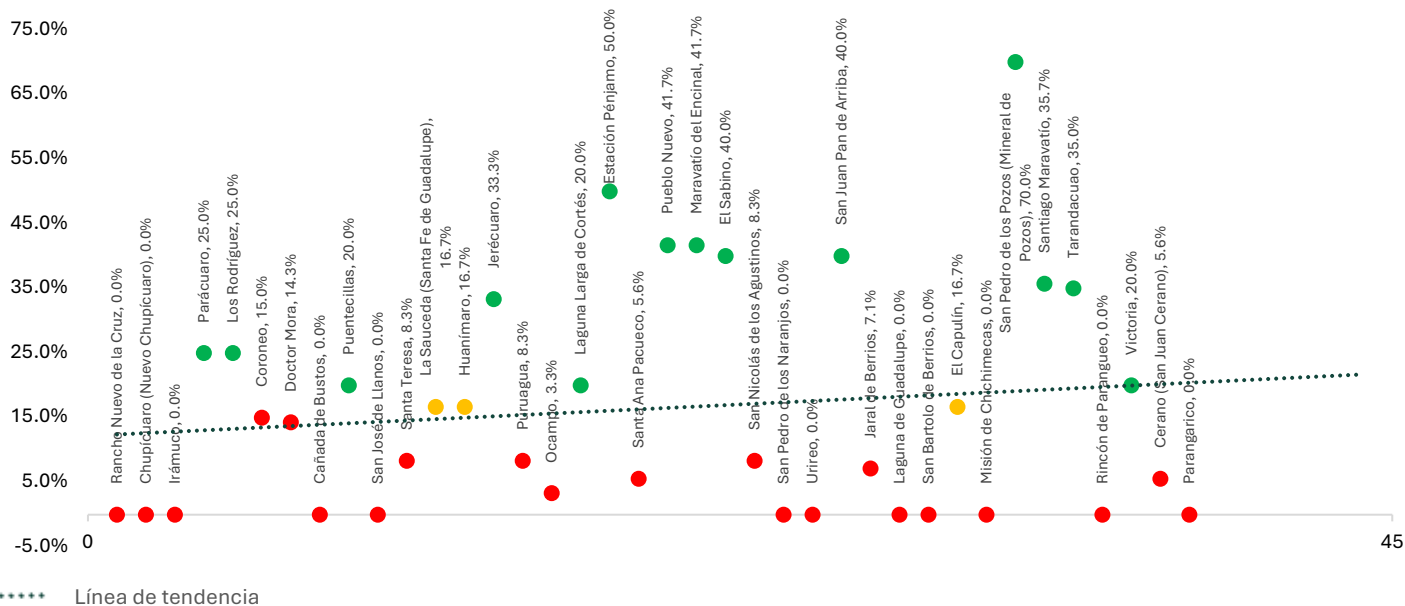 75.0%
65.0%
55.0%
45.0%
35.0%
25.0%
15.0%
5.0%
-5.0%
0
45
Rancho Nuevo de la Cruz, 0.0%
Chupícuaro (Nuevo Chupícuaro), 0.0%
Irámuco, 0.0%
Parácuaro, 25.0%
Los Rodríguez, 25.0%
Coroneo, 15.0%
Doctor Mora, 14.3%
Cañada de Bustos, 0.0%
Puentecillas, 20.0%
San José de Llanos, 0.0%
Santa Teresa, 8.3%
La Sauceda (Santa Fe de Guadalupe),
16.7%
Huanímaro, 16.7%
Jerécuaro, 33.3%
Puruagua, 8.3%
Ocampo, 3.3%
Laguna Larga de Cortés, 20.0%
Estación Pénjamo, 50.0%
Santa Ana Pacueco, 5.6%
Pueblo Nuevo, 41.7%
Maravatío del Encinal, 41.7%
El Sabino, 40.0%
San Nicolás de los Agustinos, 8.3%
San Pedro de los Naranjos, 0.0%
Urireo, 0.0%
San Juan Pan de Arriba, 40.0%
Jaral de Berrios, 7.1%
Laguna de Guadalupe, 0.0%
San Bartolo de Berrios, 0.0%
El Capulín, 16.7%
Misión de Chichimecas, 0.0%
San Pedro de los Pozos (Mineral de
Pozos), 70.0%
Santiago Maravatío, 35.7%
Tarandacuao, 35.0%
Rincón de Parangueo, 0.0%
Victoria, 20.0%
Cerano (San Juan Cerano), 5.6%
Parangarico, 0.0%
Línea de tendencia